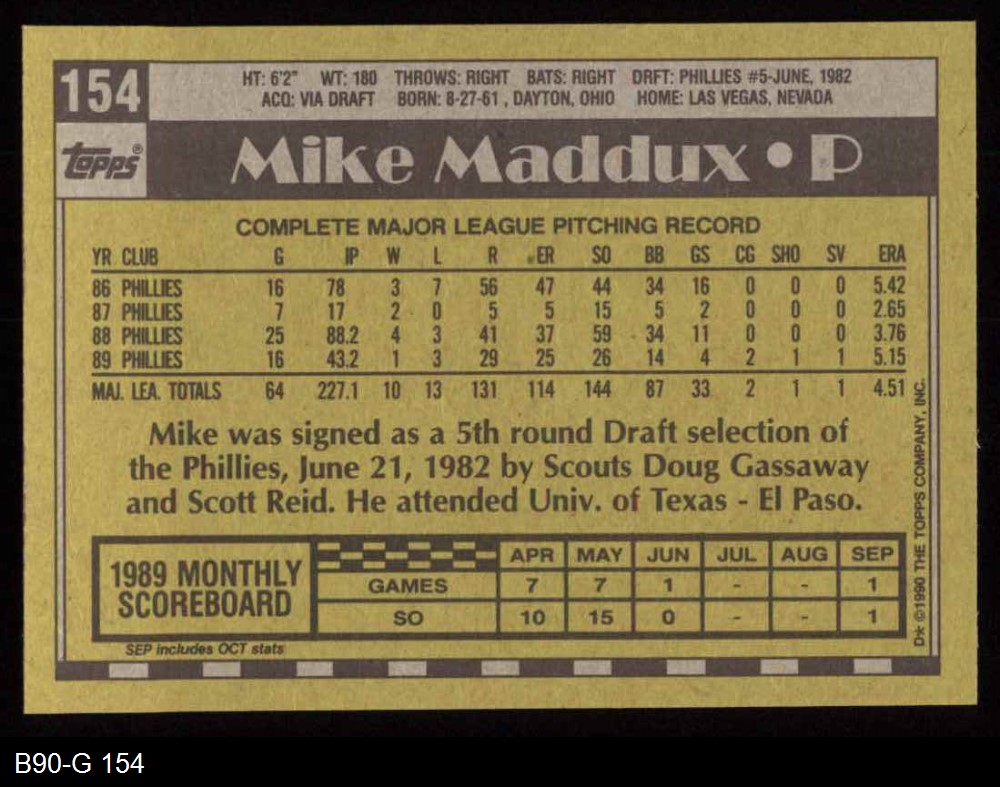 154
HT: 6'2" WT: 180 THROWS: RIGHT BATS: RIGHT DRFT: PHILLIES #5-JUNE, 1982
ACQ: VIA DRAFT BORN: 8-27-61 , DAYTON, OHIO HOME: LAS VEGAS, NEVADA
Topps®
Mike Maddux • P
COMPLETE MAJOR LEAGUE PITCHING RECORD
YR CLUB G IP W L R ER SO BB GS CG SHO SV ERA
86 PHILLIES 16 78 3 7 56 47 44 34 16 0 0 0 5.42
87 PHILLIES 7 17 2 0 5 5 15 5 2 0 0 0 2.65
88 PHILLIES 25 88.2 4 3 41 37 59 34 11 0 0 0 3.76
89 PHILLIES 16 43.2 1 3 29 25 26 14 4 2 1 1 5.15
MAJ. LEA. TOTALS 64 227.1 10 13 131 114 144 87 33 2 1 1 4.51
Mike was signed as a 5th round Draft selection of
the Phillies, June 21, 1982 by Scouts Doug Gassaway
and Scott Reid. He attended Univ. of Texas - El Paso.
1989 MONTHLY
SCOREBOARD
APR MAY JUN JUL AUG SEP
GAMES 7 7 1 - - 1
SO 10 15 0 - - 1
SEP includes OCT stats
D* ©1990 THE TOPPS COMPANY, INC.
B90-G 154